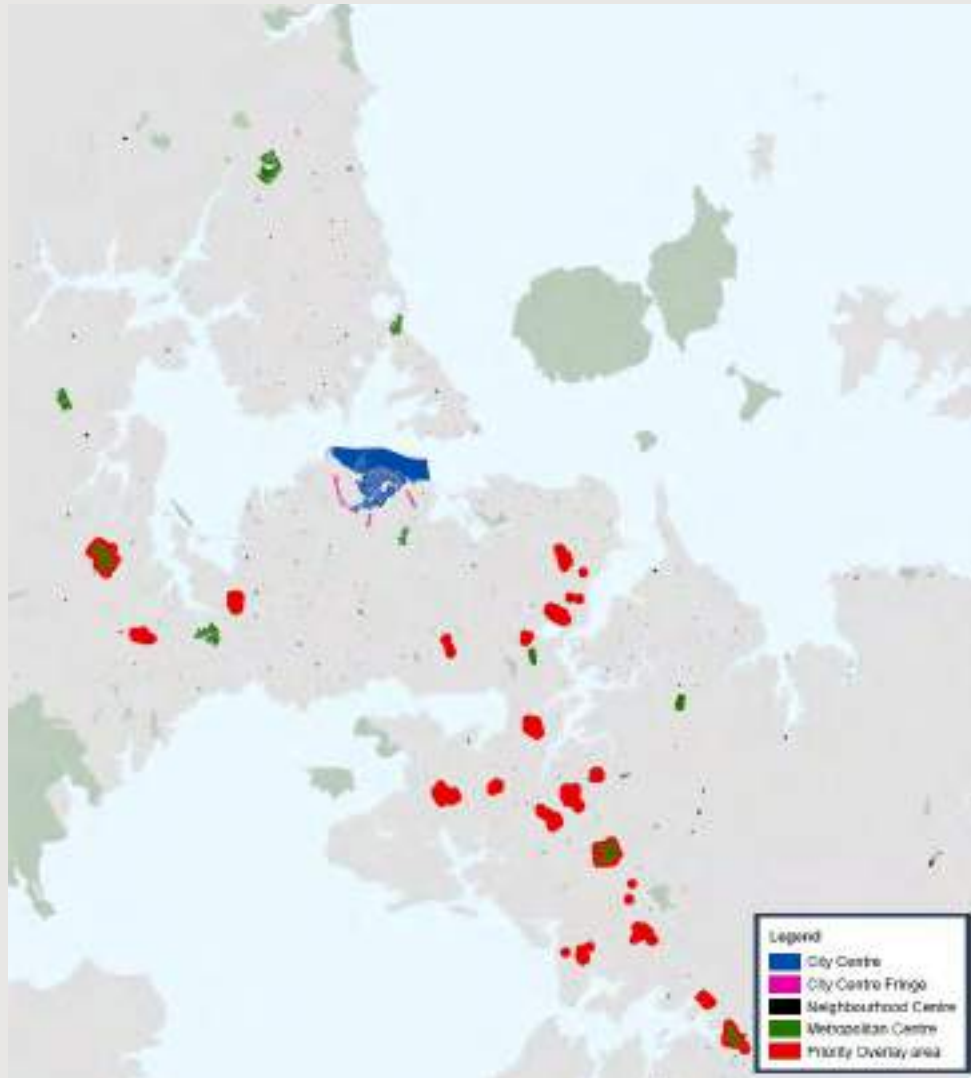 Legend
City Centre
City Centre Fringe
Neighbourhood Centre
Metropolitan Centre
Priority Overlay area